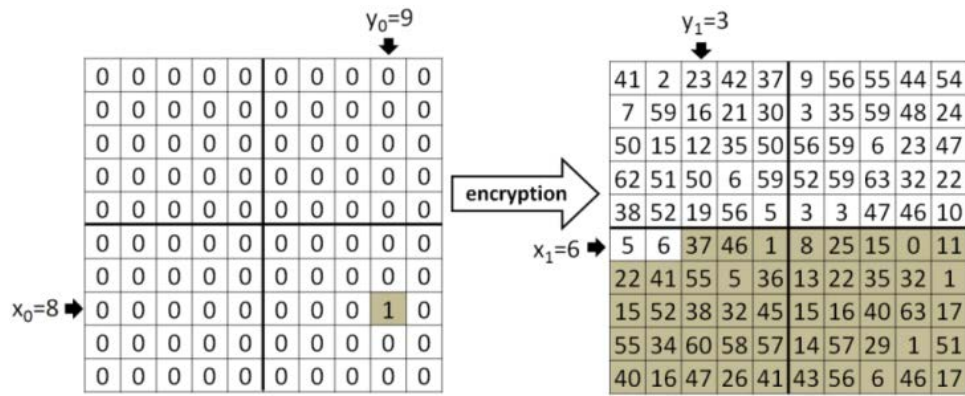 y0=9
y1=3
0 0 0 0 0 0 0 0 0 0
41 2 23 42 37 9 56 55 44 54
0 0 0 0 0 0 0 0 0 0
7 59 16 21 30 3 35 59 48 24
0 0 0 0 0 0 0 0 0 0
50 15 12 35 50 56 59 6 23 47
0 0 0 0 0 0 0 0 0 0
62 51 50 6 59 52 59 63 32 22
encryption
0 0 0 0 0 0 0 0 0 0
38 52 19 56 5 3 3 47 46 10
0 0 0 0 0 0 0 0 0 0
x1=6
5 6 37 46 1 8 25 15 0 11
0 0 0 0 0 0 0 0 0 0
22 41 55 5 36 13 22 35 32 1
x0=8
0 0 0 0 0 0 0 0 1 0
15 52 38 32 45 15 16 40 63 17
0 0 0 0 0 0 0 0 0 0
55 34 60 58 57 14 57 29 1 51
0 0 0 0 0 0 0 0 0 0
40 16 47 26 41 43 56 6 46 17